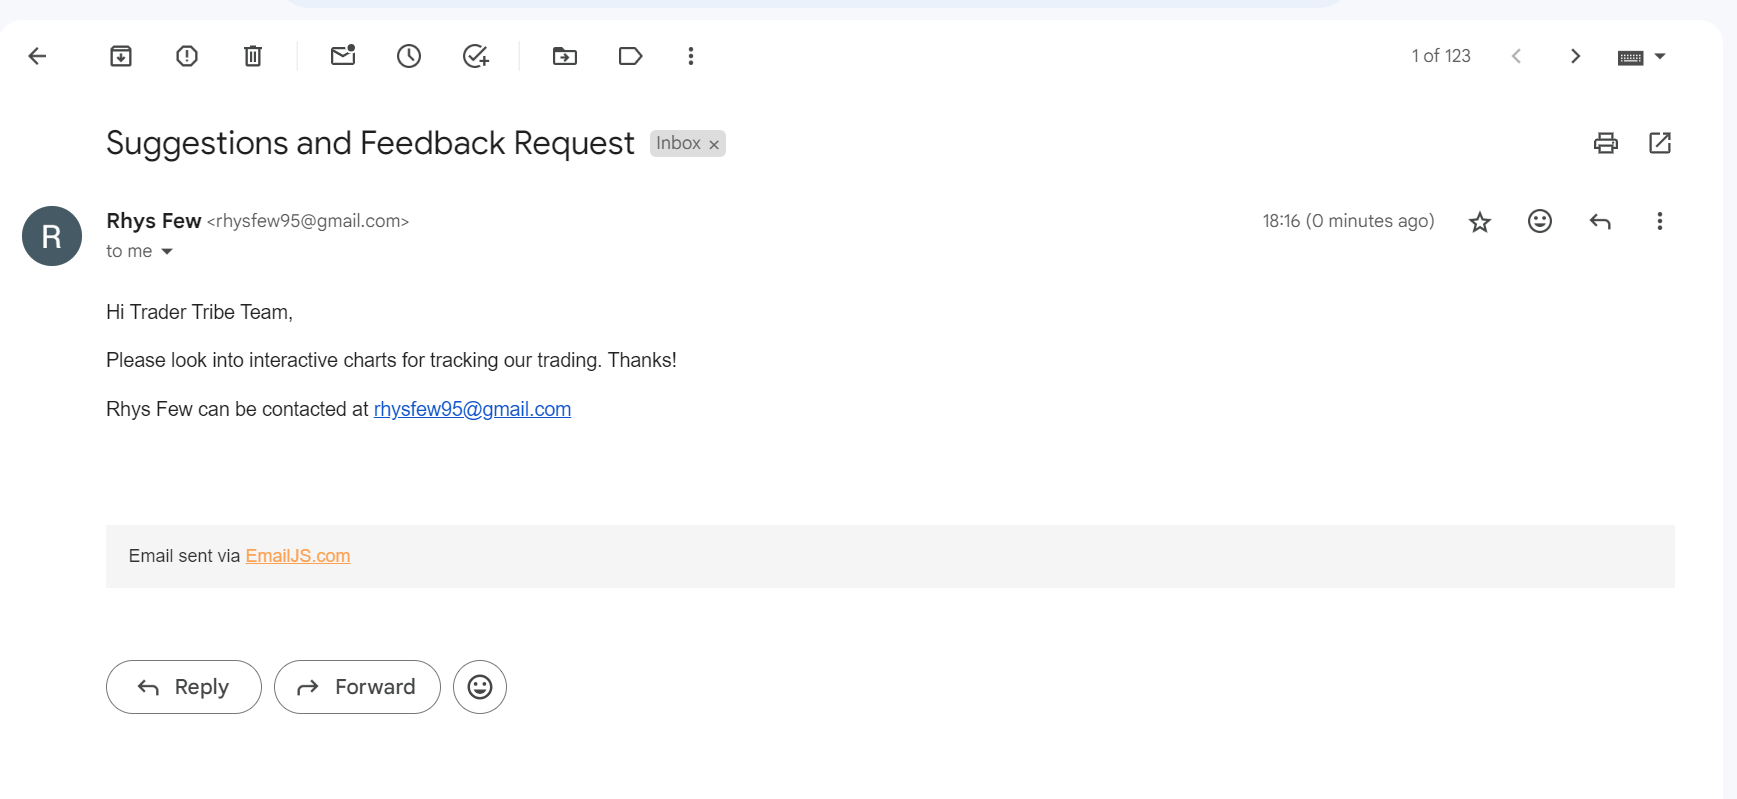 1 of 123
Suggestions and Feedback Request Inbox ×
R
Rhys Few <rhysfew95@gmail.com> 18:16 (0 minutes ago)
to me
Hi Trader Tribe Team,
Please look into interactive charts for tracking our trading. Thanks!
Rhys Few can be contacted at rhysfew95@gmail.com
Email sent via EmailJS.com
Reply Forward